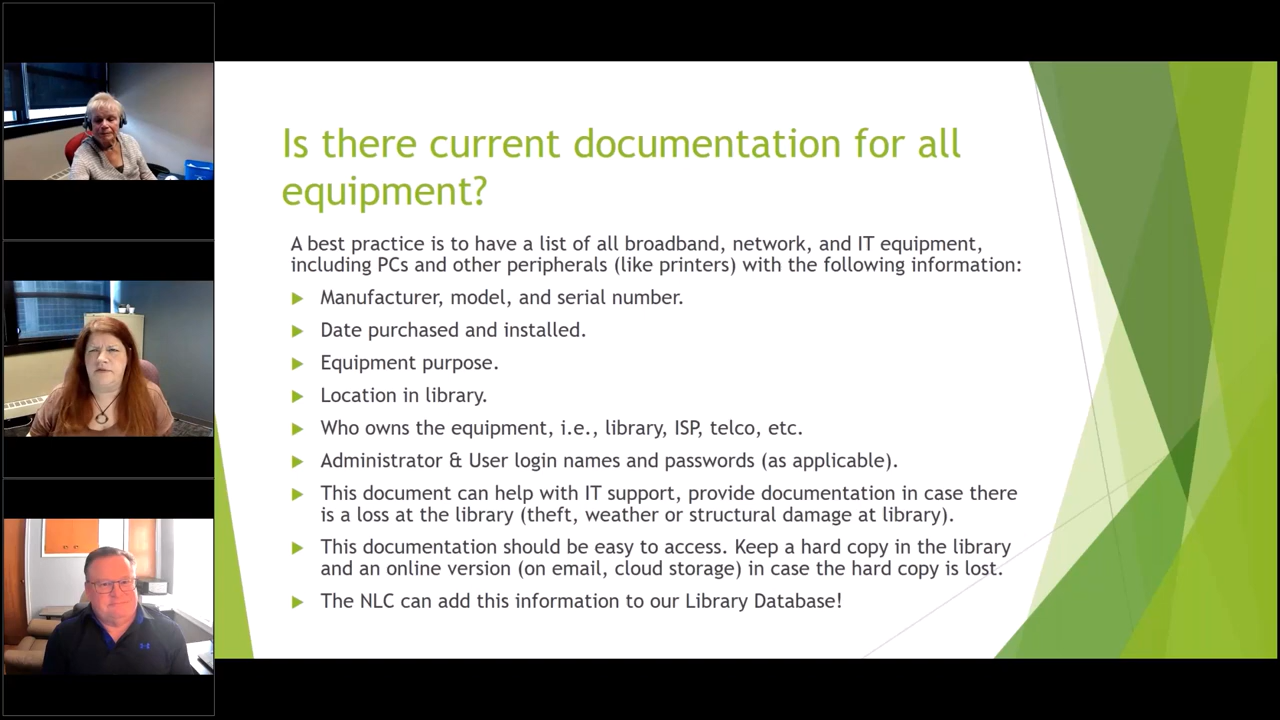 Is there current documentation for all
equipment?
A best practice is to have a list of all broadband, network, and IT equipment,
including PCs and other peripherals (like printers) with the following information:
Manufacturer, model, and serial number.
Date purchased and installed.
Equipment purpose.
Location in library.
Who owns the equipment, i.e., library, ISP, telco, etc.
Administrator & User login names and passwords (as applicable).
This document can help with IT support, provide documentation in case there
is a loss at the library (theft, weather or structural damage at library).
This documentation should be easy to access. Keep a hard copy in the library
and an online version (on email, cloud storage) in case the hard copy is lost.
The NLC can add this information to our Library Database!